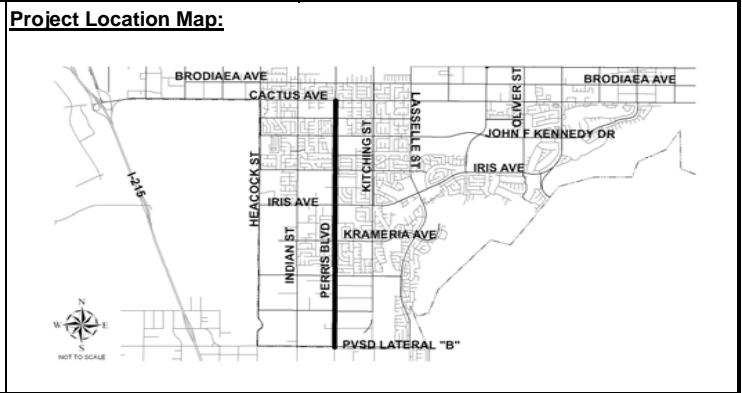 Project Location Map:
BRODIAEA AVE
BRODIAEA AVE
CACTUS AVE
OLIVER ST
LASSELLE ST
KITCHING ST
JOHN F KENNEDY DR
HEACOCK ST
IRIS AVE
I-215
IRIS AVE
INDIAN ST
PERRIS BLVD
KRAMERIA AVE
N
W E
S
NOT TO SCALE
PVSD LATERAL "B"